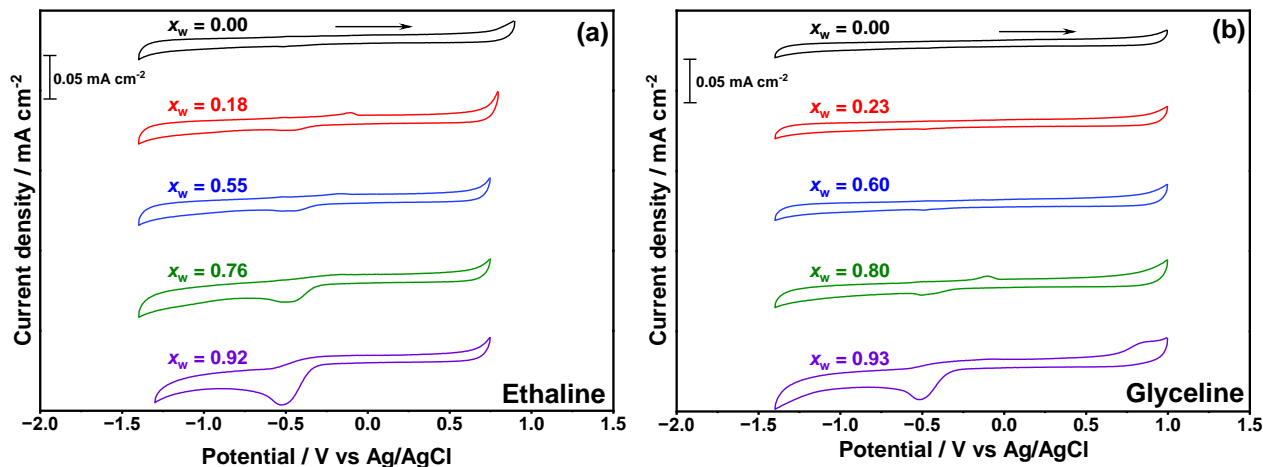 (a)
x_w = 0.00
0.05 mA cm⁻²
x_w = 0.18
x_w = 0.55
x_w = 0.76
x_w = 0.92
Ethaline
Current density / mA cm⁻²
−2.0 −1.5 −1.0 −0.5 0.0 0.5 1.0 1.5
Potential / V vs Ag/AgCl
(b)
x_w = 0.00
0.05 mA cm⁻²
x_w = 0.23
x_w = 0.60
x_w = 0.80
x_w = 0.93
Glyceline
Current density / mA cm⁻²
−2.0 −1.5 −1.0 −0.5 0.0 0.5 1.0 1.5
Potential / V vs Ag/AgCl